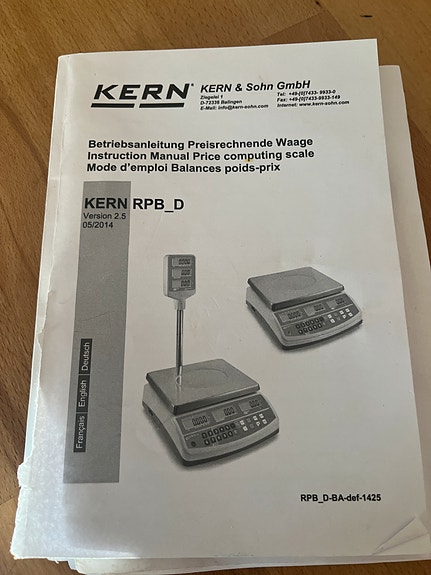 KERN
KERN & Sohn GmbH
Ziegelei 1
D-72336 Balingen
E-Mail: info@kern-sohn.com
Tel: +49-[0]7433- 9933-0
Fax: +49-[0]7433-9933-149
Internet: www.kern-sohn.com
Betriebsanleitung Preisrechnende Waage
Instruction Manual Price computing scale
Mode d'emploi Balances poids-prix
KERN RPB_D
Version 2.5
05/2014
Deutsch
English
Français
RPB_D-BA-def-1425